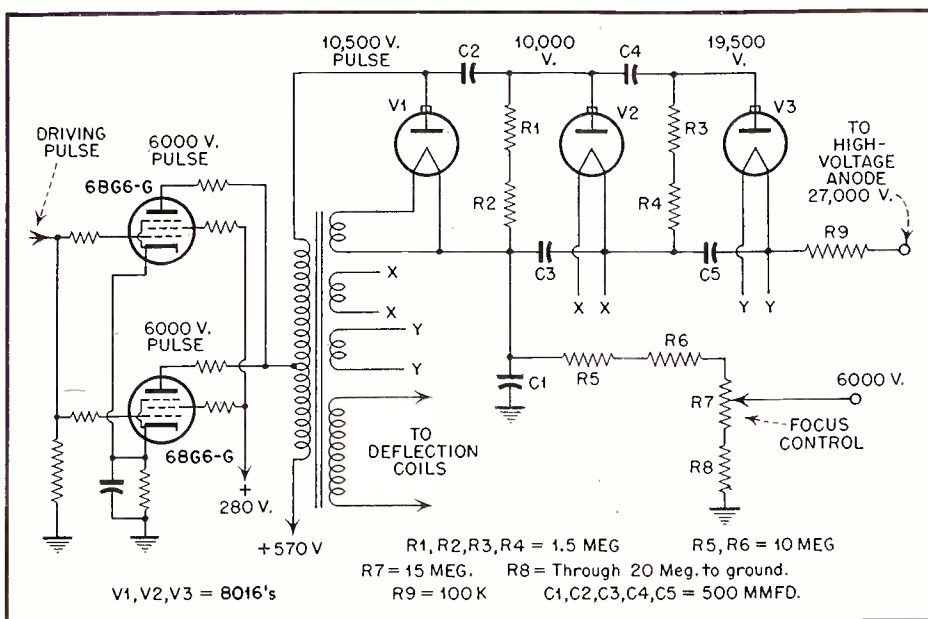 10,500 V. PULSE
C2
10,000 V.
C4
19,500 V.
V1
V2
V3
DRIVING PULSE
6000 V. PULSE
6BG6-G
R1
R2
R3
R4
TO HIGH-VOLTAGE ANODE 27,000 V.
R9
X
X
Y
Y
C3
C5
X X
Y Y
6000 V. PULSE
6BG6-G
C1
R5
R6
R7
6000 V.
FOCUS CONTROL
R8
TO DEFLECTION COILS
+
280 V.
+570 V
R1, R2, R3, R4 = 1.5 MEG
R5, R6 = 10 MEG
R7 = 15 MEG.
R8 = Through 20 Meg. to ground.
V1, V2, V3 = 8016's
R9 = 100 K
C1, C2, C3, C4, C5 = 500 MMFD.